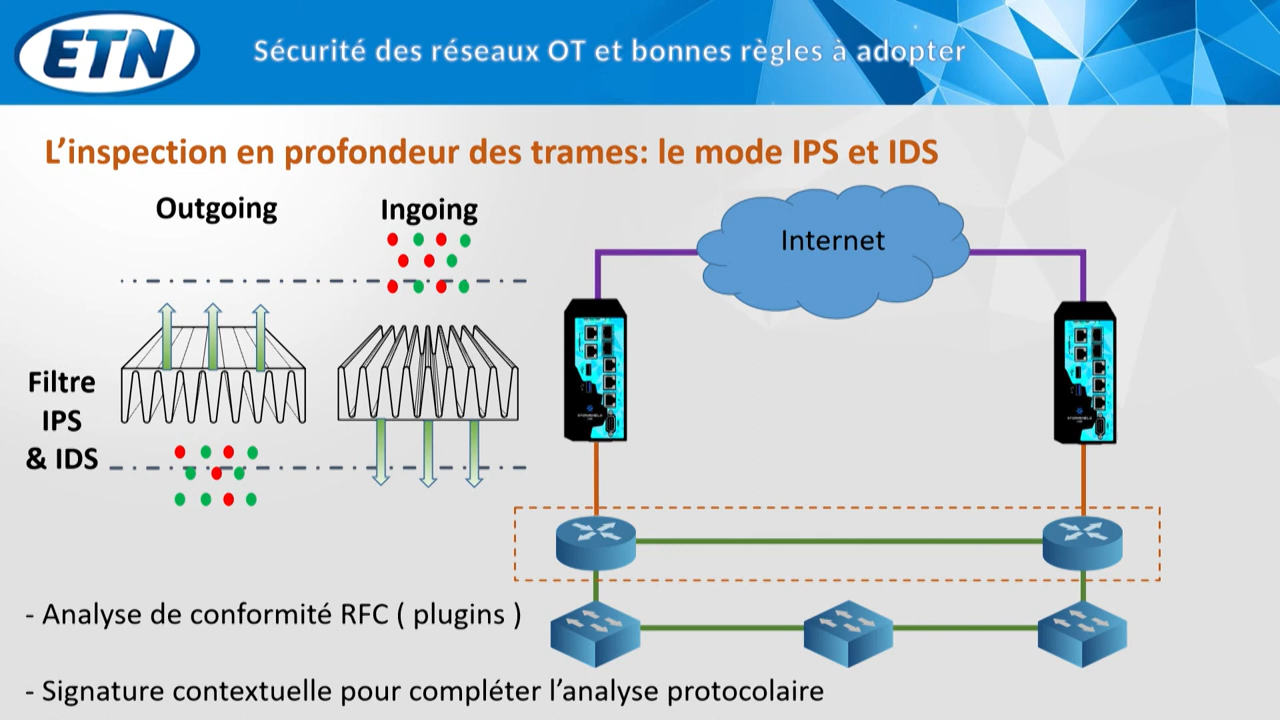 ETN
Sécurité des réseaux OT et bonnes règles à adopter
L'inspection en profondeur des trames: le mode IPS et IDS
Outgoing
Ingoing
Internet
Filtre
IPS
& IDS
- Analyse de conformité RFC ( plugins )
- Signature contextuelle pour compléter l'analyse protocolaire